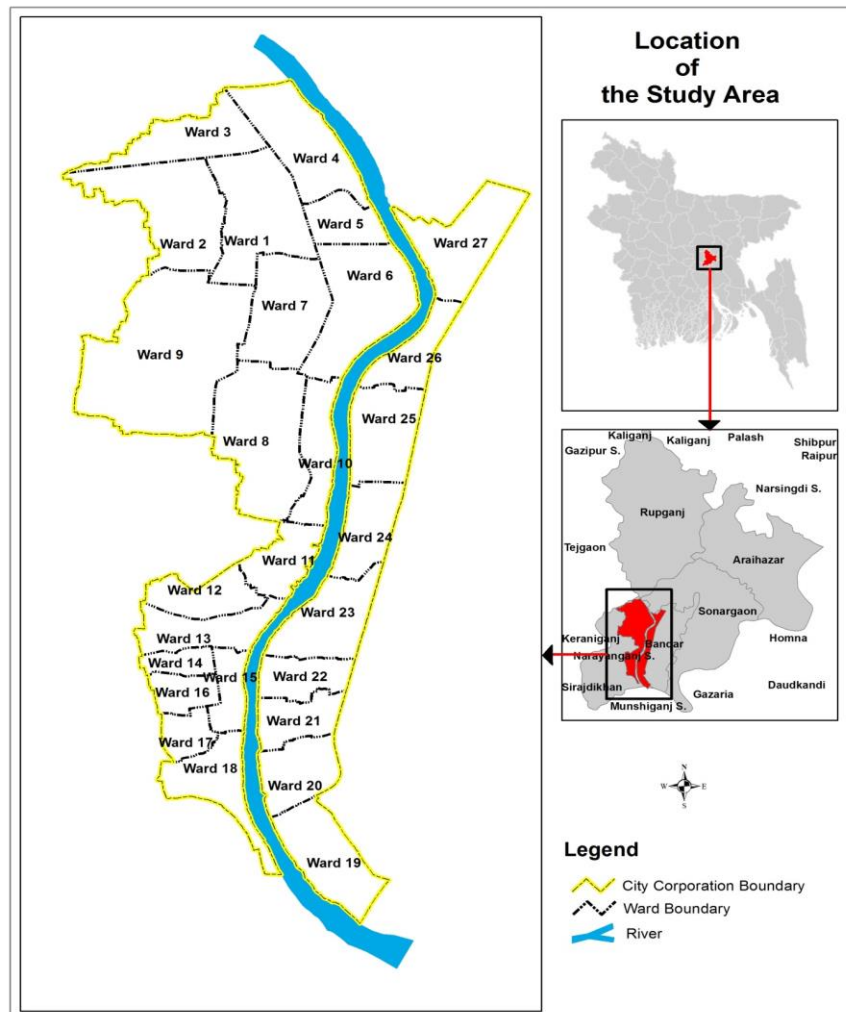 Location
of
the Study Area
Ward 3
Ward 4
Ward 5
Ward 27
Ward 2
Ward 1
Ward 6
Ward 7
Ward 9
Ward 26
Ward 25
Ward 8
Ward 10
Ward 24
Ward 11
Ward 12
Ward 23
Ward 13
Ward 14
Ward 15
Ward 22
Ward 16
Ward 21
Ward 17
Ward 18
Ward 20
Ward 19
Kaliganj
Kaliganj
Palash
Shibpur
Gazipur S.
Raipur
Narsingdi S.
Rupganj
Tejgaon
Araihazar
Sonargaon
Keraniganj
Bandar
Homna
Narayanganj S.
Sirajdikhan
Gazaria
Daudkandi
Munshiganj S.
N
W
E
S
Legend
City Corporation Boundary
Ward Boundary
River